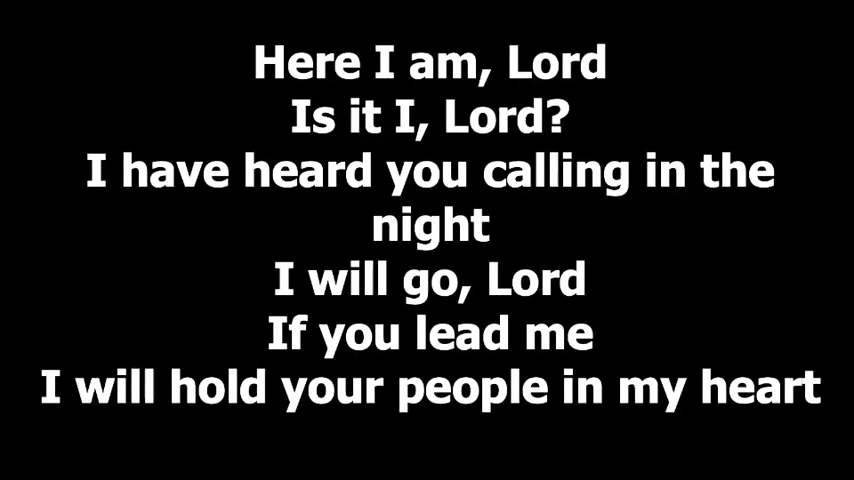 Here I am, Lord
Is it I, Lord?
I have heard you calling in the
night
I will go, Lord
If you lead me
I will hold your people in my heart